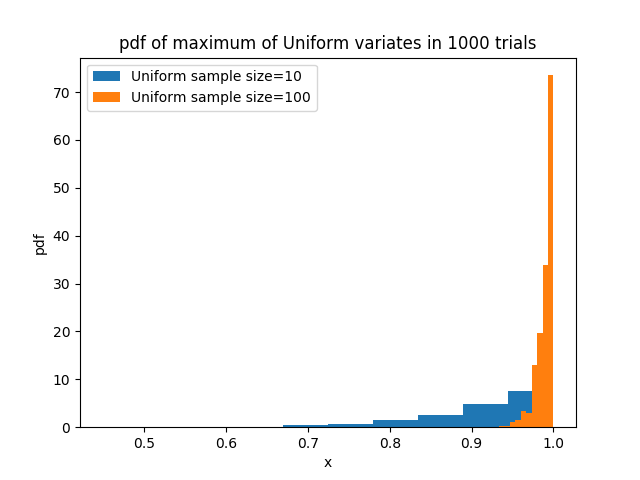 pdf of maximum of Uniform variates in 1000 trials
Uniform sample size=10
Uniform sample size=100
70
60
50
40
30
20
10
0
pdf
0.5 0.6 0.7 0.8 0.9 1.0
x